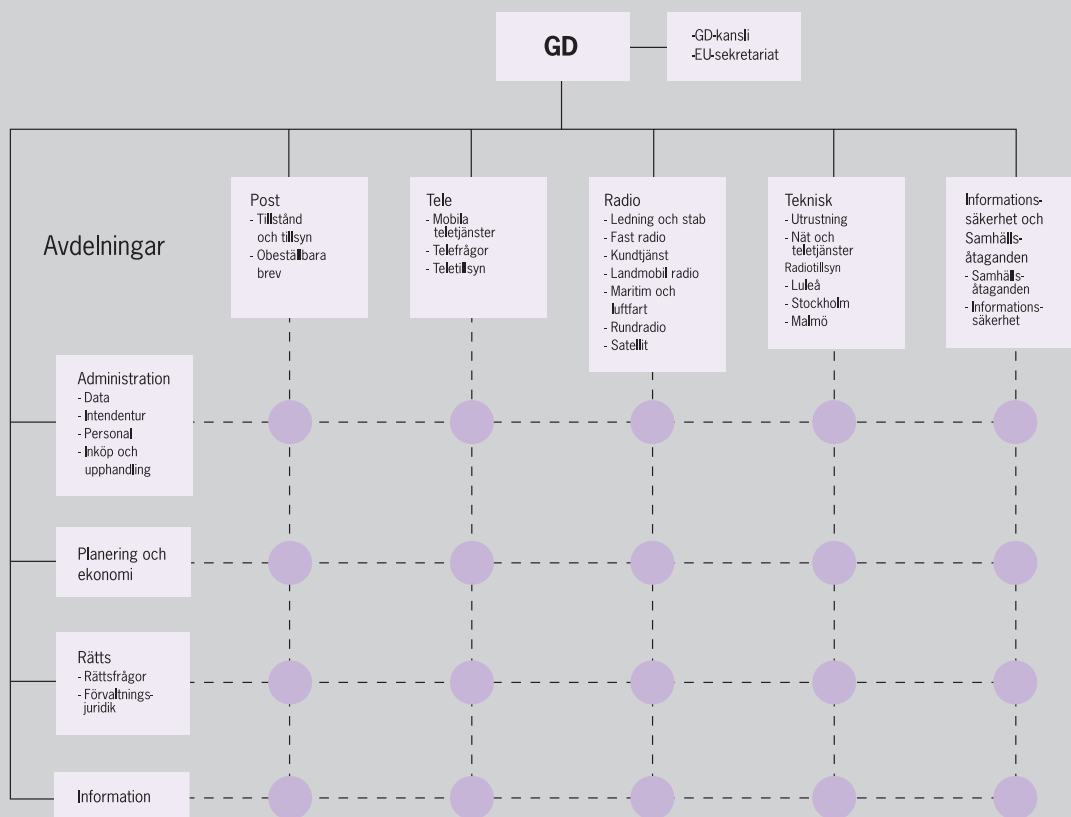 GD
-GD-kansli
-EU-sekretariat
Avdelningar
Post
- Tillstånd
och tillsyn
- Obeställbara
brev
Tele
- Mobila
teletjänster
- Telefrågor
- Teletillsyn
Radio
- Ledning och stab
- Fast radio
- Kundtjänst
- Landmobil radio
- Maritim och
luftfart
- Rundradio
- Satellit
Teknisk
- Utrustning
- Nät och
teletjänster
Radiotillsyn
- Luleå
- Stockholm
- Malmö
Informations-
säkerhet och
Samhälls-
åtaganden
- Samhälls-
åtaganden
- Informations-
säkerhet
Administration
- Data
- Intendentur
- Personal
- Inköp och
upphandling
Planering och
ekonomi
Rätts
- Rättsfrågor
- Förvaltnings-
juridik
Information